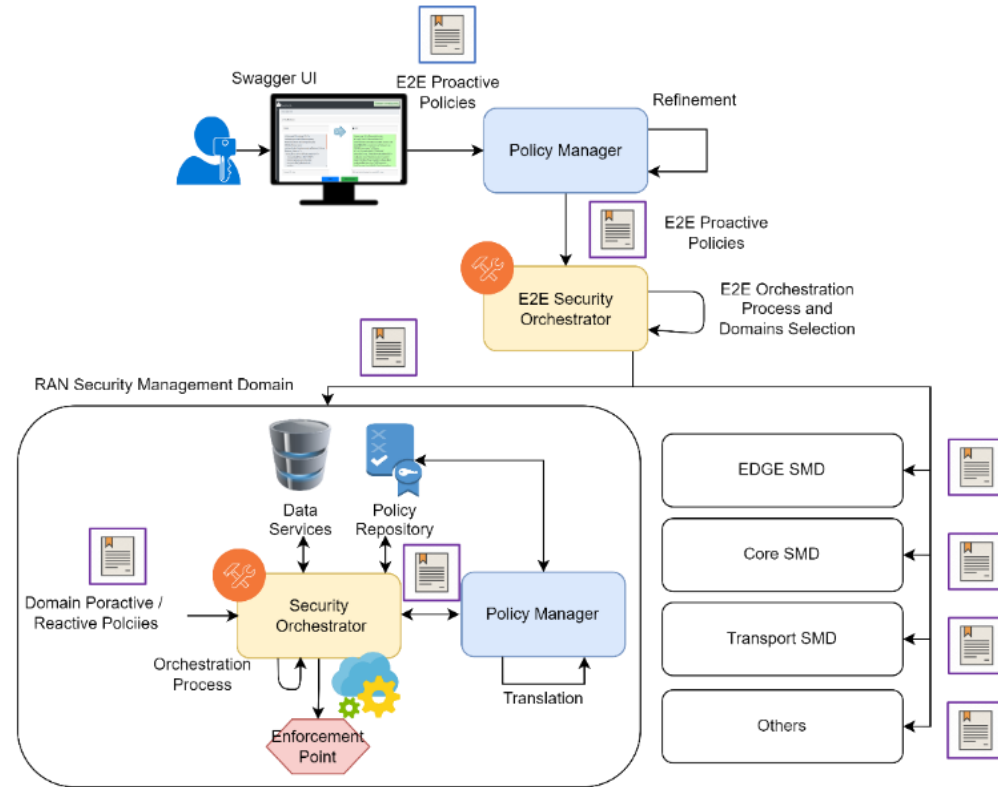 Swagger UI
E2E Proactive
Policies
Policy Manager
Refinement
E2E Proactive
Policies
E2E Security
Orchestrator
E2E Orchestration
Process and
Domains Selection
RAN Security Management Domain
Data
Services
Policy
Repository
Domain Poractive /
Reactive Polciies
Security
Orchestrator
Policy Manager
Orchestration
Process
Translation
Enforcement
Point
EDGE SMD
Core SMD
Transport SMD
Others